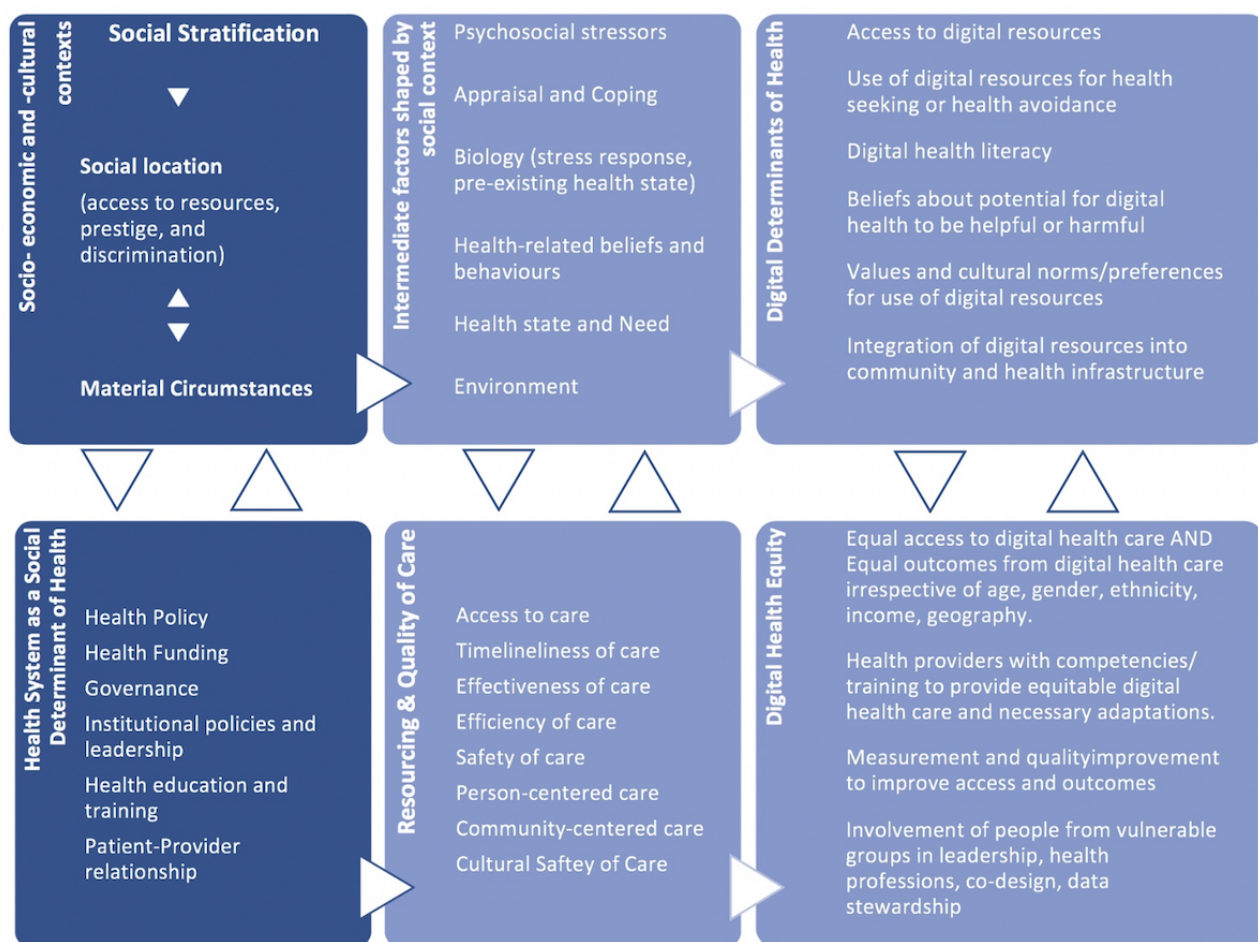 Socio- economic and -cultural
contexts
Social Stratification
Social location
(access to resources,
prestige, and
discrimination)
Material Circumstances
Intermediate factors shaped by
social context
Psychosocial stressors
Appraisal and Coping
Biology (stress response,
pre-existing health state)
Health-related beliefs and
behaviours
Health state and Need
Environment
Digital Determinants of Health
Access to digital resources
Use of digital resources for health
seeking or health avoidance
Digital health literacy
Beliefs about potential for digital
health to be helpful or harmful
Values and cultural norms/preferences
for use of digital resources
Integration of digital resources into
community and health infrastructure
Health System as a Social
Determinant of Health
Health Policy
Health Funding
Governance
Institutional policies and
leadership
Health education and
training
Patient-Provider
relationship
Resourcing & Quality of Care
Access to care
Timelineliness of care
Effectiveness of care
Efficiency of care
Safety of care
Person-centered care
Community-centered care
Cultural Saftey of Care
Digital Health Equity
Equal access to digital health care AND
Equal outcomes from digital health care
irrespective of age, gender, ethnicity,
income, geography.
Health providers with competencies/
training to provide equitable digital
health care and necessary adaptations.
Measurement and qualityimprovement
to improve access and outcomes
Involvement of people from vulnerable
groups in leadership, health
professions, co-design, data
stewardship